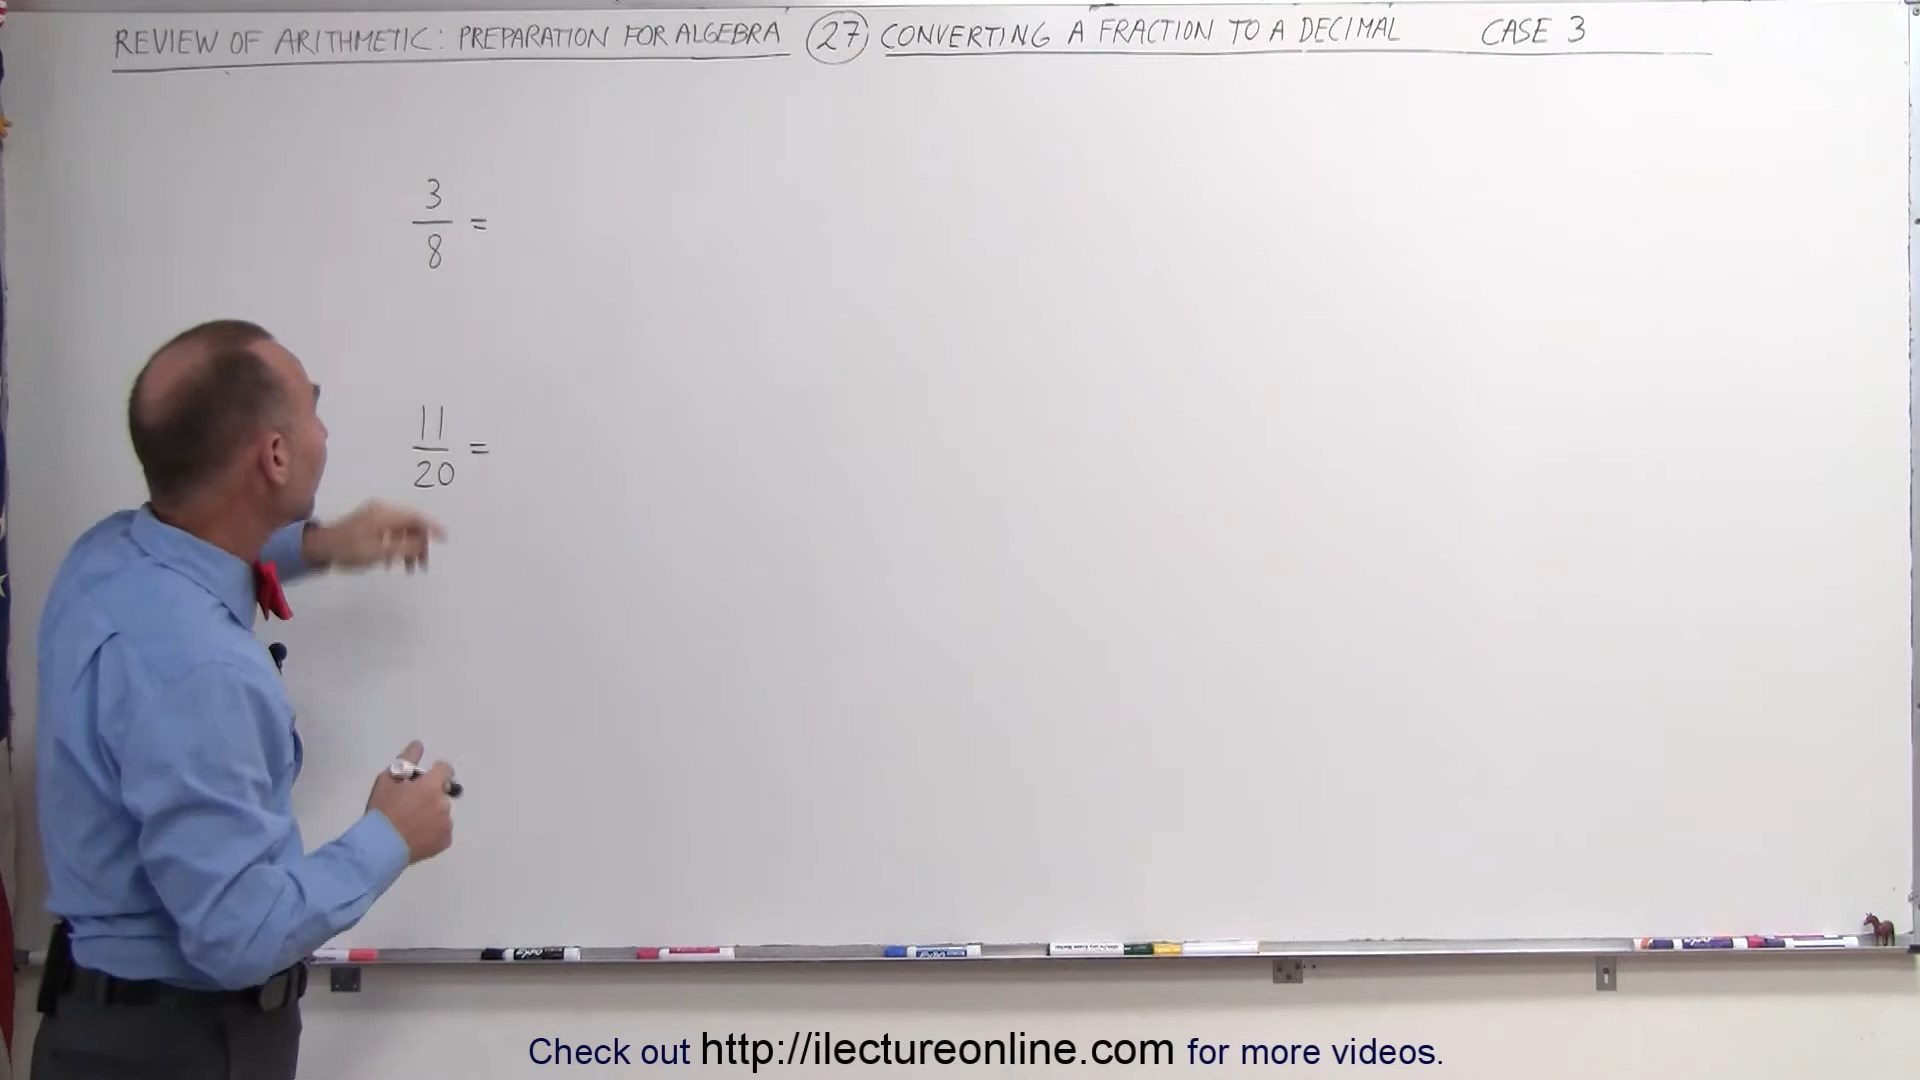 REVIEW OF ARITHMETIC: PREPARATION FOR ALGEBRA (27) CONVERTING A FRACTION TO A DECIMAL CASE 3
3/8 =
11/20 =
Check out http://ilectureonline.com for more videos.